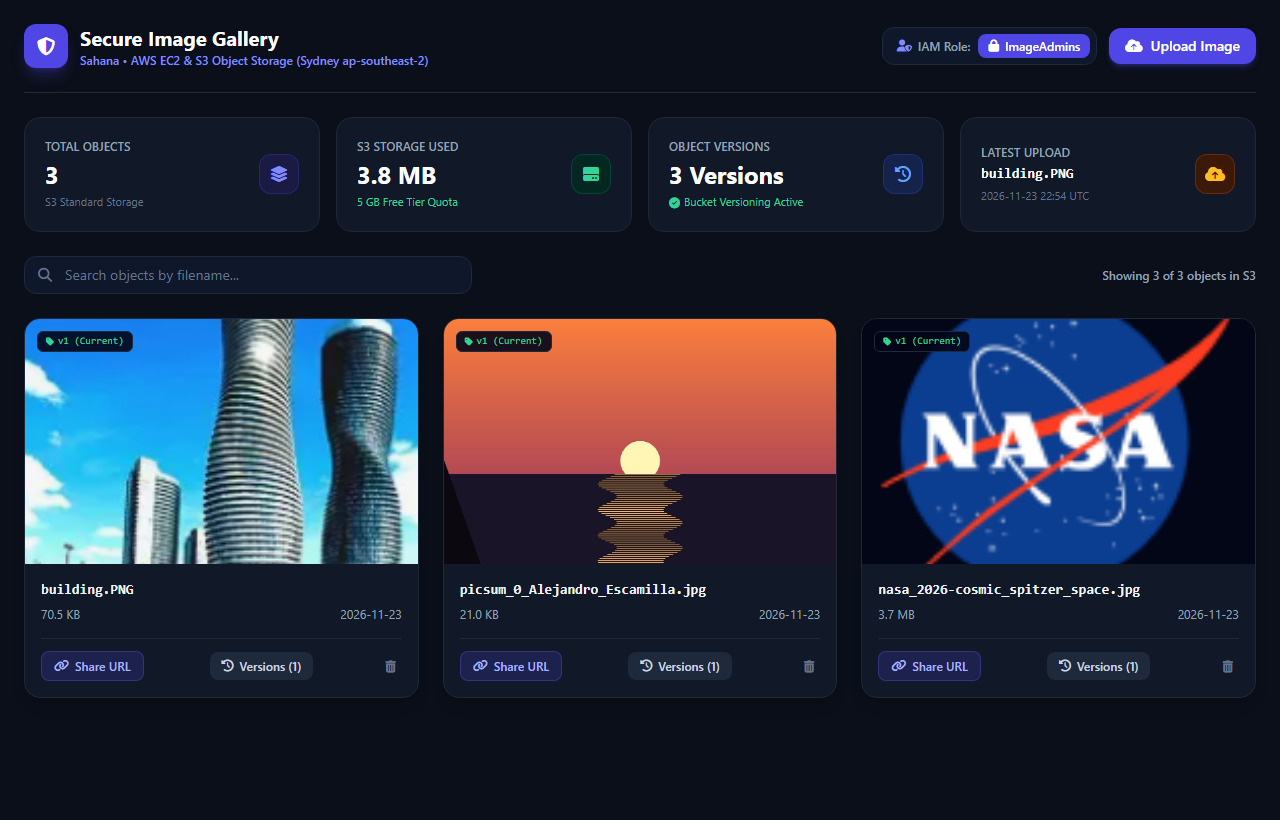 Secure Image Gallery
Sahana • AWS EC2 & S3 Object Storage (Sydney ap-southeast-2)
IAM Role: ImageAdmins
Upload Image
TOTAL OBJECTS
3
S3 Standard Storage
S3 STORAGE USED
3.8 MB
5 GB Free Tier Quota
OBJECT VERSIONS
3 Versions
Bucket Versioning Active
LATEST UPLOAD
building.PNG
2026-11-23 22:54 UTC
Search objects by filename...
Showing 3 of 3 objects in S3
v1 (Current)
building.PNG
70.5 KB 2026-11-23
Share URL Versions (1)
v1 (Current)
picsum_0_Alejandro_Escamilla.jpg
21.0 KB 2026-11-23
Share URL Versions (1)
v1 (Current)
NASA
nasa_2026-cosmic_spitzer_space.jpg
3.7 MB 2026-11-23
Share URL Versions (1)